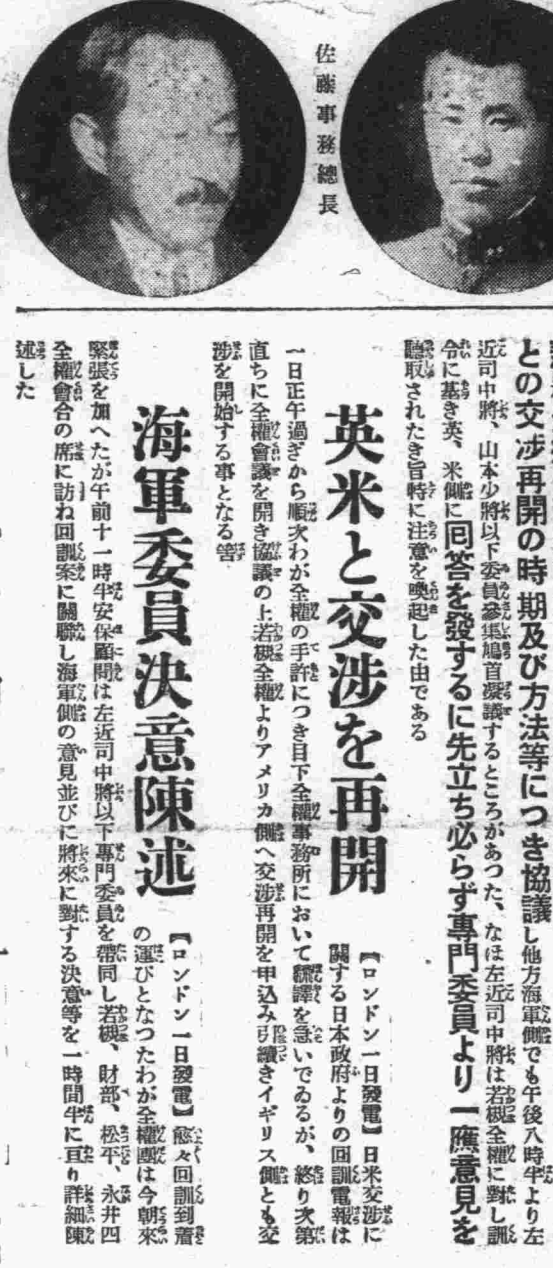 佐藤事務總長
との交渉再開の時期及び方法等につき協議し他方海軍側でも午後八時半より左
近司中將、山本少將以下委員參集鳩首凝議するところがあつた、なほ左近司中將は若槻全權に對し訓
令に基き英、米側に回答を發するに先立ち必らず專門委員より一應意見を
聽取されたき旨特に注意を喚起した由である
英米と交渉を再開
【ロンドン一日發電】日米交渉に
關する日本政府よりの回訓電報は
一日正午過ぎから順次わが全權の手許につき目下全權事務所において飜譯を急いでゐるが、終り次第
直ちに全權會議を開き協議の上若槻全權よりアメリカ側へ交渉再開を申込み引續きイギリス側とも交
渉を開始する事となる筈
海軍委員決意陳述
【ロンドン一日發電】愈々回訓到着
の運びとなつたわが全權團は今朝來
緊張を加へたが午前十一時半安保顧問は左近司中將以下專門委員を帶同し若槻、財部、松平、永井四
全權會合の席に訪ね回訓案に關聯し海軍側の意見並びに將來に對する決意等を一時間半に亘り詳細陳
述した